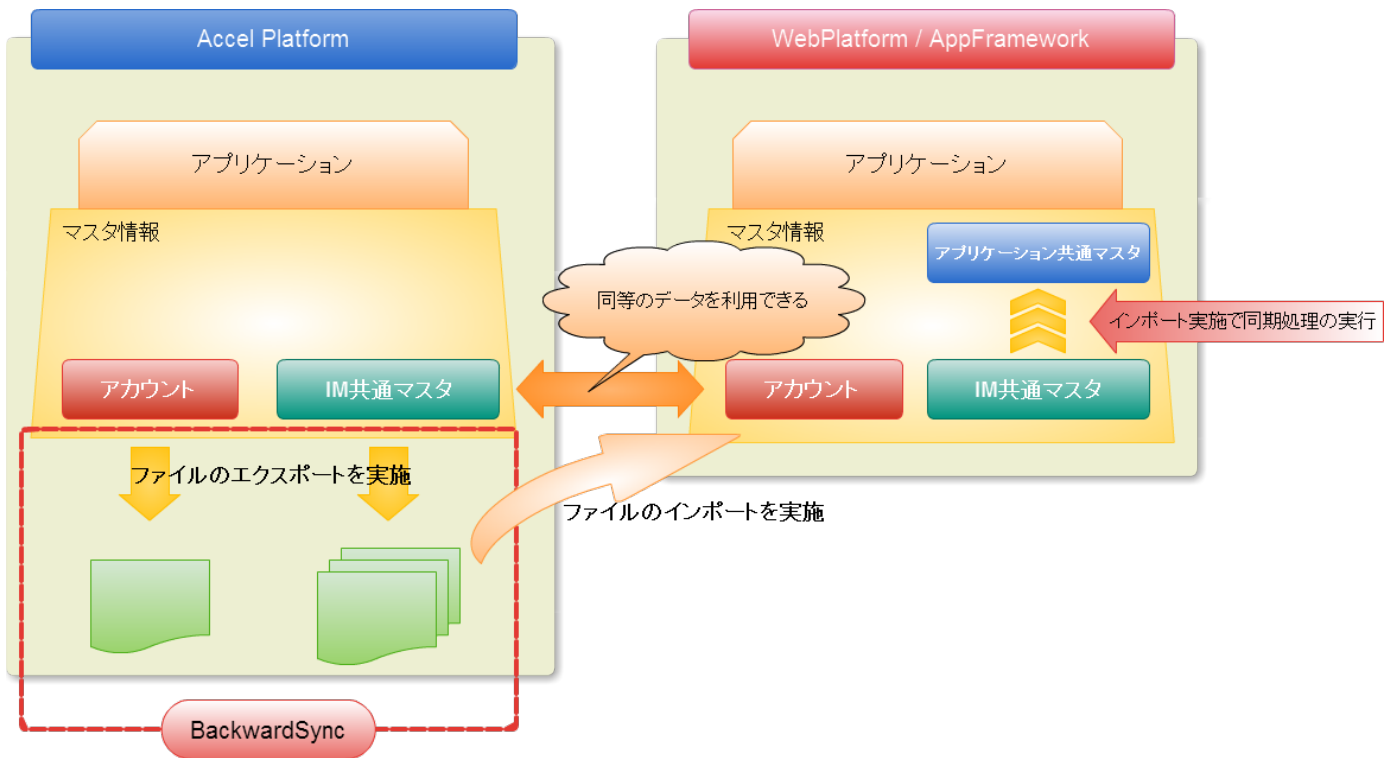 Accel Platform
WebPlatform / AppFramework
アプリケーション
アプリケーション
マスタ情報
マスタ情報
アプリケーション共通マスタ
同等のデータを利用できる
インポート実施で同期処理の実行
アカウント
IM共通マスタ
アカウント
IM共通マスタ
ファイルのエクスポートを実施
ファイルのインポートを実施
BackwardSync